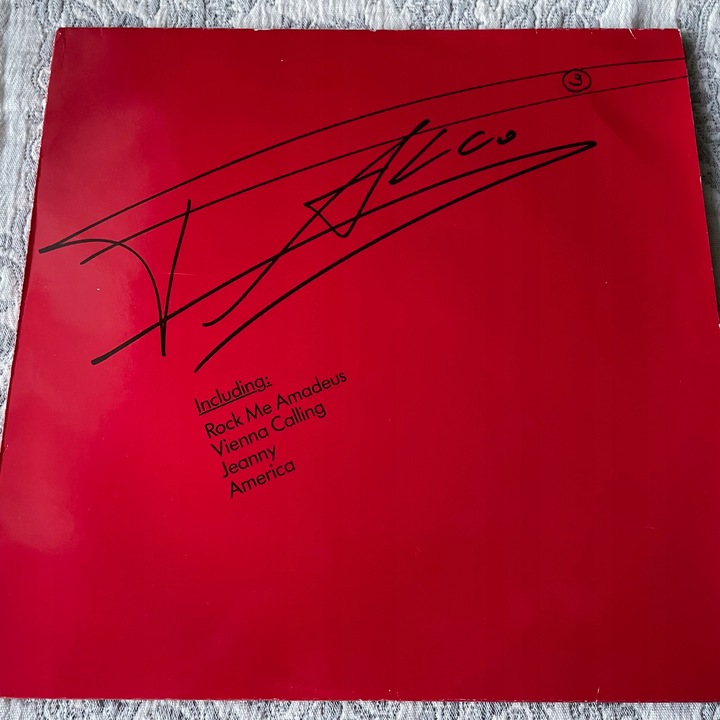 3
FALCO
Including:
Rock Me Amadeus
Vienna Calling
Jeanny
America